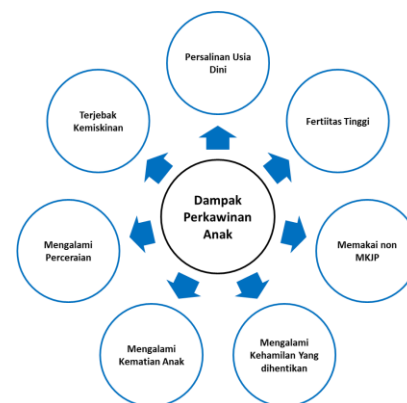 Persalinan Usia
Dini
Terjebak
Kemiskinan
Fertiitas Tinggi
Dampak
Perkawinan
Anak
Mengalami
Perceraian
Memakai non
MKJP
Mengalami
Kematian Anak
Mengalami
Kehamilan Yang
dihentikan